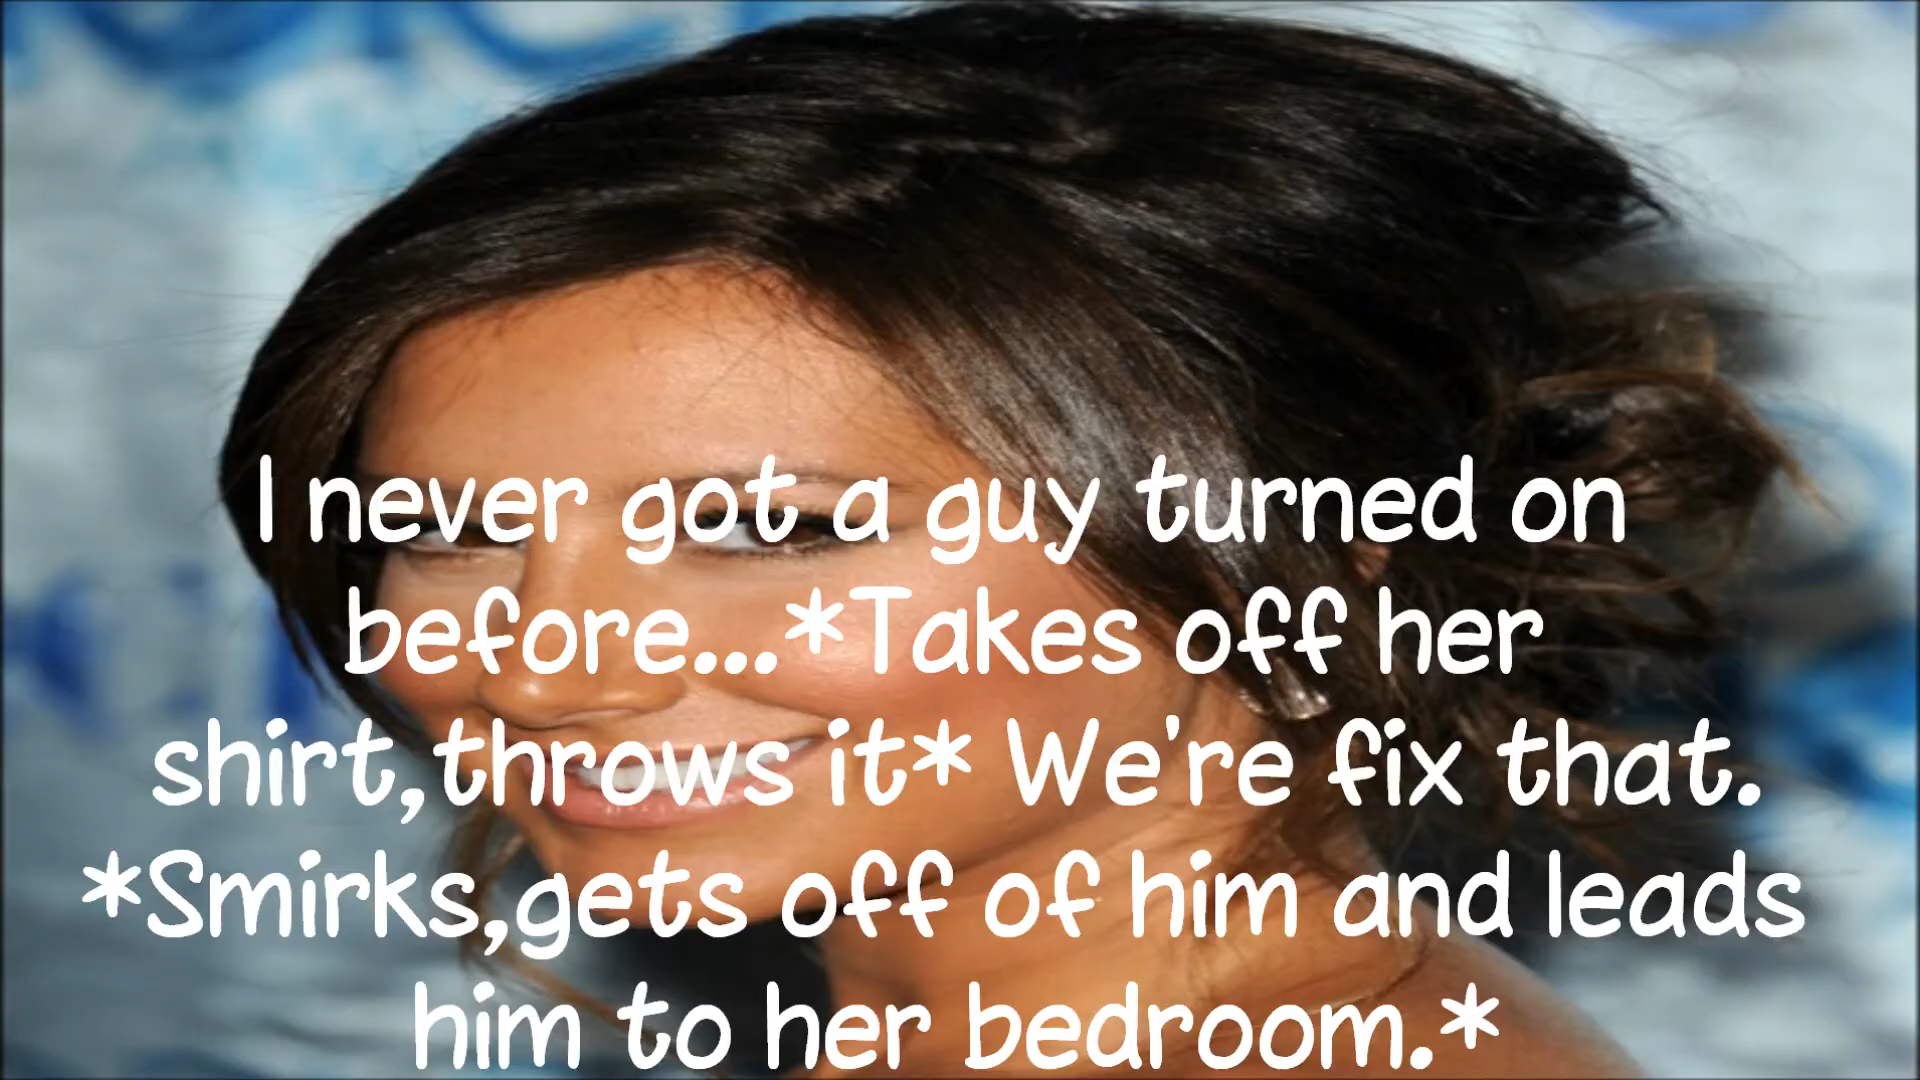 I never got a guy turned on
before...*Takes off her
shirt,throws it* We're fix that.
*Smirks,gets off of him and leads
him to her bedroom.*